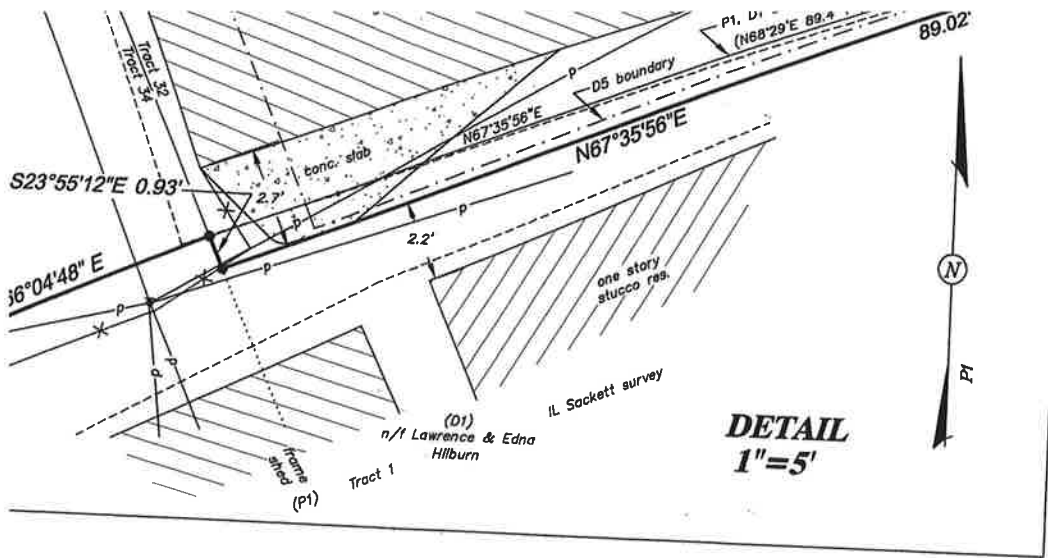 P1, D1
(N68°29'E 89.4
89.02'
Tract 32
Tract 34
D5 boundary
N67°35'56"E
N67°35'56"E
conc. slab
S23°55'12"E 0.93'
2.7'
p
p
p
2.2'
66°04'48" E
p
p
p
p
one story
stucco res.
N
P1
IL Sackett survey
(D1)
n/f Lawrence & Edna
Hilburn
DETAIL
1"=5'
frame
shed
(P1)
Tract 1